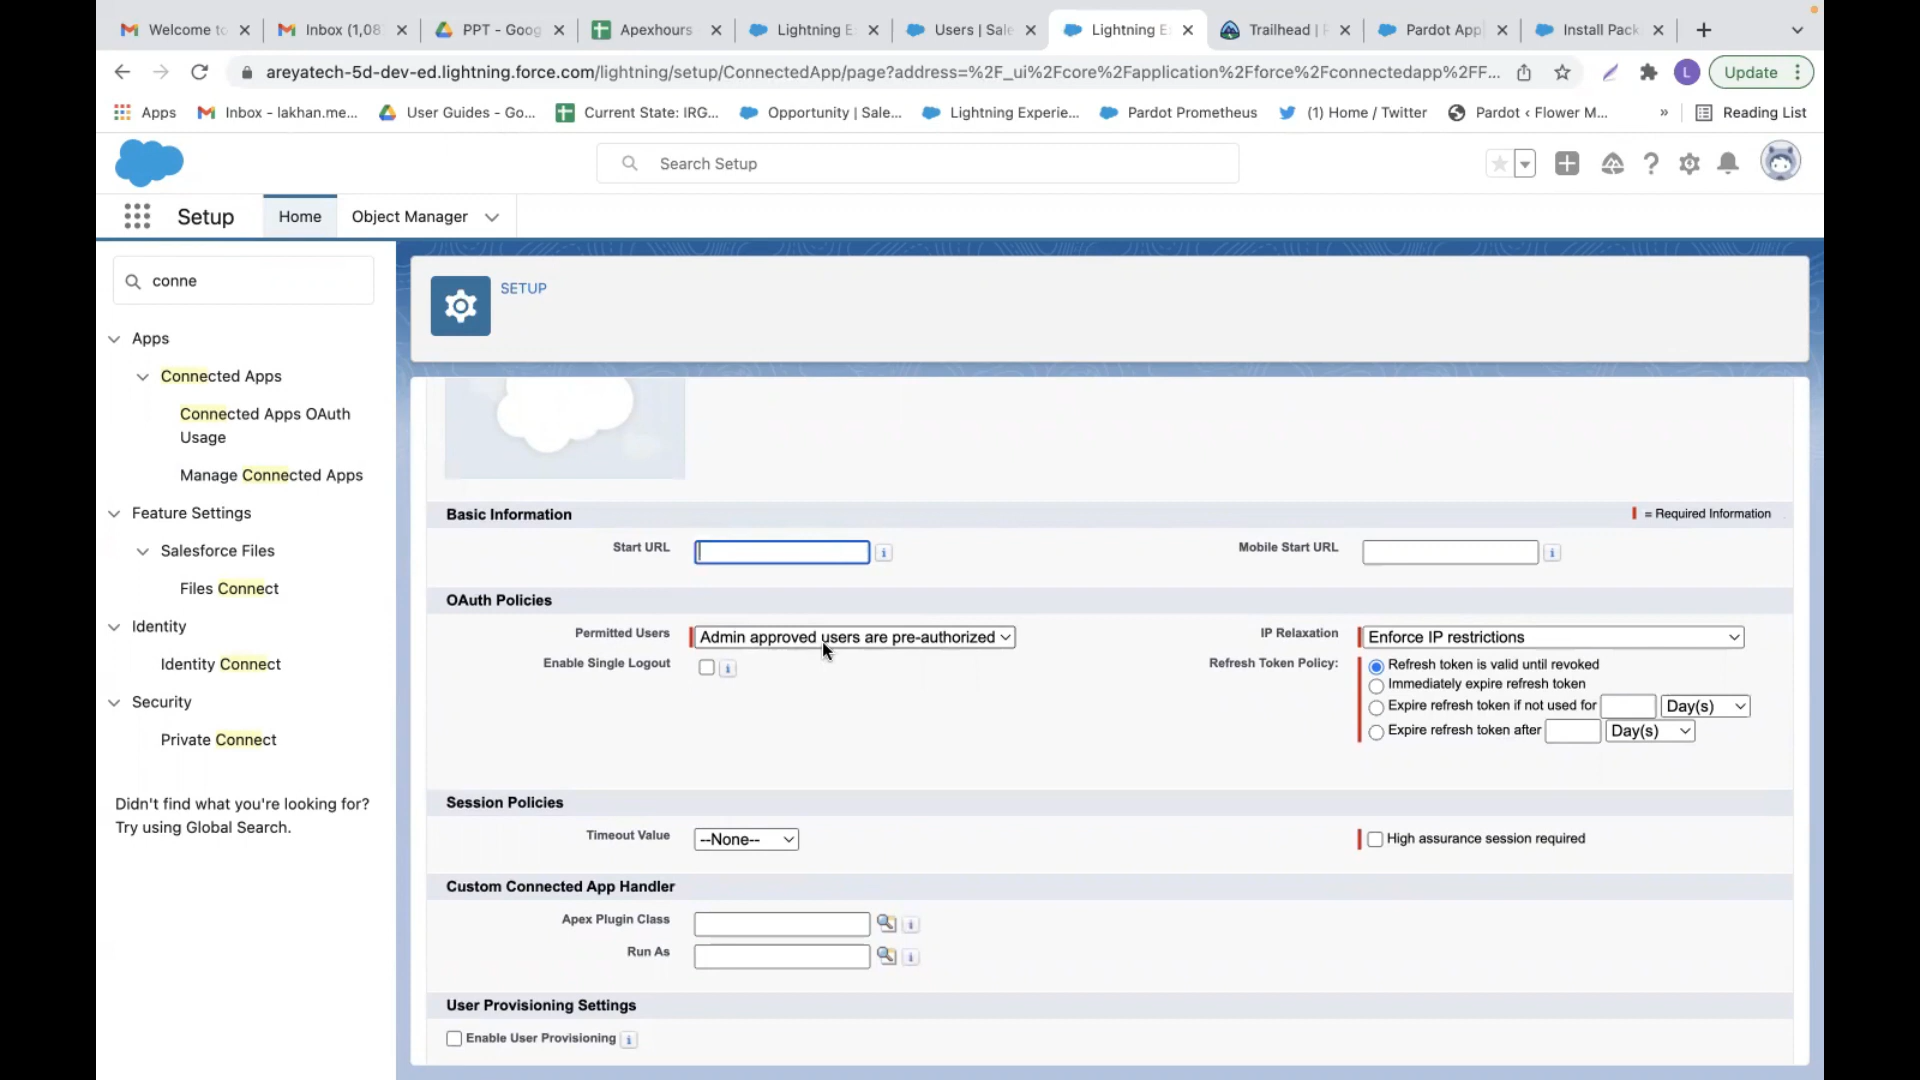 Welcome to
Inbox (1,08
PPT - Goog
Apexhours
Lightning E
Users | Sale
Lightning E
Trailhead | P
Pardot App
Install Pack
areyatech-5d-dev-ed.lightning.force.com/lightning/setup/ConnectedApp/page?address=%2F_ui%2Fcore%2Fapplication%2Fforce%2Fconnectedapp%2FF...
L
Update
Apps
Inbox - lakhan.me...
User Guides - Go...
Current State: IRG...
Opportunity | Sale...
Lightning Experie...
Pardot Prometheus
(1) Home / Twitter
Pardot ‹ Flower M...
»
Reading List
Search Setup
Setup
Home
Object Manager
conne
Apps
Connected Apps
Connected Apps OAuth
Usage
Manage Connected Apps
Feature Settings
Salesforce Files
Files Connect
Identity
Identity Connect
Security
Private Connect
Didn't find what you're looking for?
Try using Global Search.
SETUP
Basic Information
= Required Information
Start URL
Mobile Start URL
OAuth Policies
Permitted Users
Admin approved users are pre-authorized
IP Relaxation
Enforce IP restrictions
Enable Single Logout
Refresh Token Policy:
Refresh token is valid until revoked
Immediately expire refresh token
Expire refresh token if not used for
Day(s)
Expire refresh token after
Day(s)
Session Policies
Timeout Value
--None--
High assurance session required
Custom Connected App Handler
Apex Plugin Class
Run As
User Provisioning Settings
Enable User Provisioning